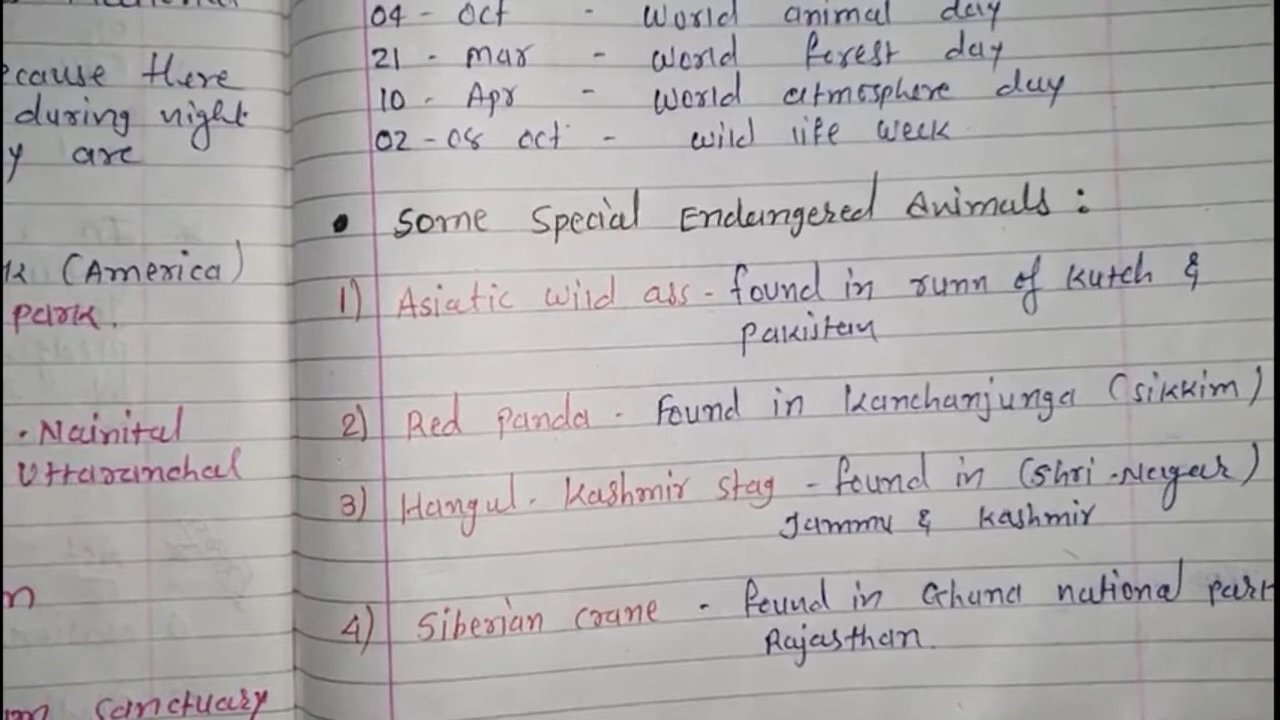 ecause there
during night
y are
(America)
park.
. Nainital
Uttaranchal
n
Sanctuary
04 - Oct - World animal day
21 - Mar - World forest day
10 - Apr - World atmosphere day
02 - 08 Oct - wild life week
• Some Special Endangered Animals :
1) Asiatic wild ass - found in runn of Kutch &
Pakistan
2) Red Panda - Found in Kanchanjunga (Sikkim)
3) Hangul - Kashmir stag - found in (Shri-Nagar)
Jammu & Kashmir
4) Siberian Crane - found in Ghana national park
Rajasthan.